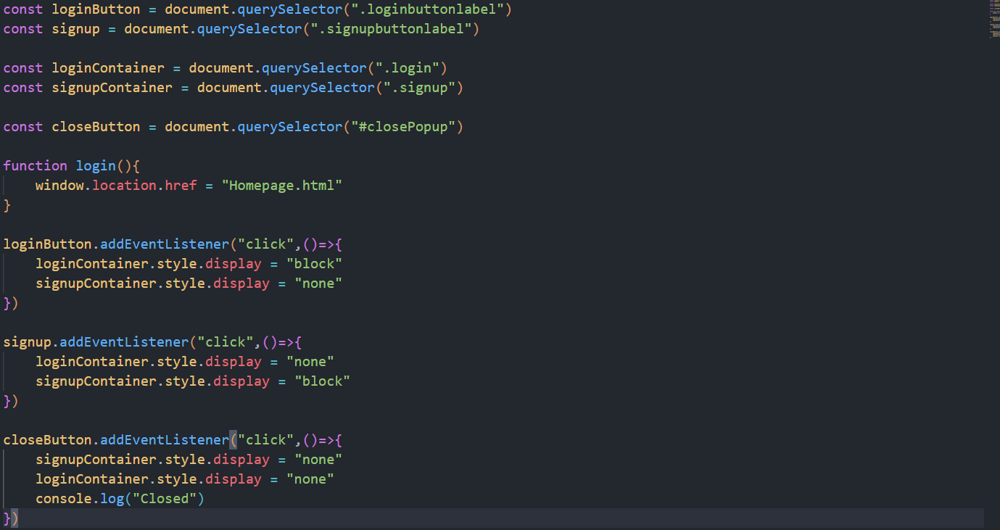 const loginButton = document.querySelector(".loginbuttonlabel")
const signup = document.querySelector(".signupbuttonlabel")
const loginContainer = document.querySelector(".login")
const signupContainer = document.querySelector(".signup")
const closeButton = document.querySelector("#closePopup")
function login(){
    window.location.href = "Homepage.html"
}
loginButton.addEventListener("click",()=>{
    loginContainer.style.display = "block"
    signupContainer.style.display = "none"
})
signup.addEventListener("click",()=>{
    loginContainer.style.display = "none"
    signupContainer.style.display = "block"
})
closeButton.addEventListener("click",()=>{
    signupContainer.style.display = "none"
    loginContainer.style.display = "none"
    console.log("Closed")
})